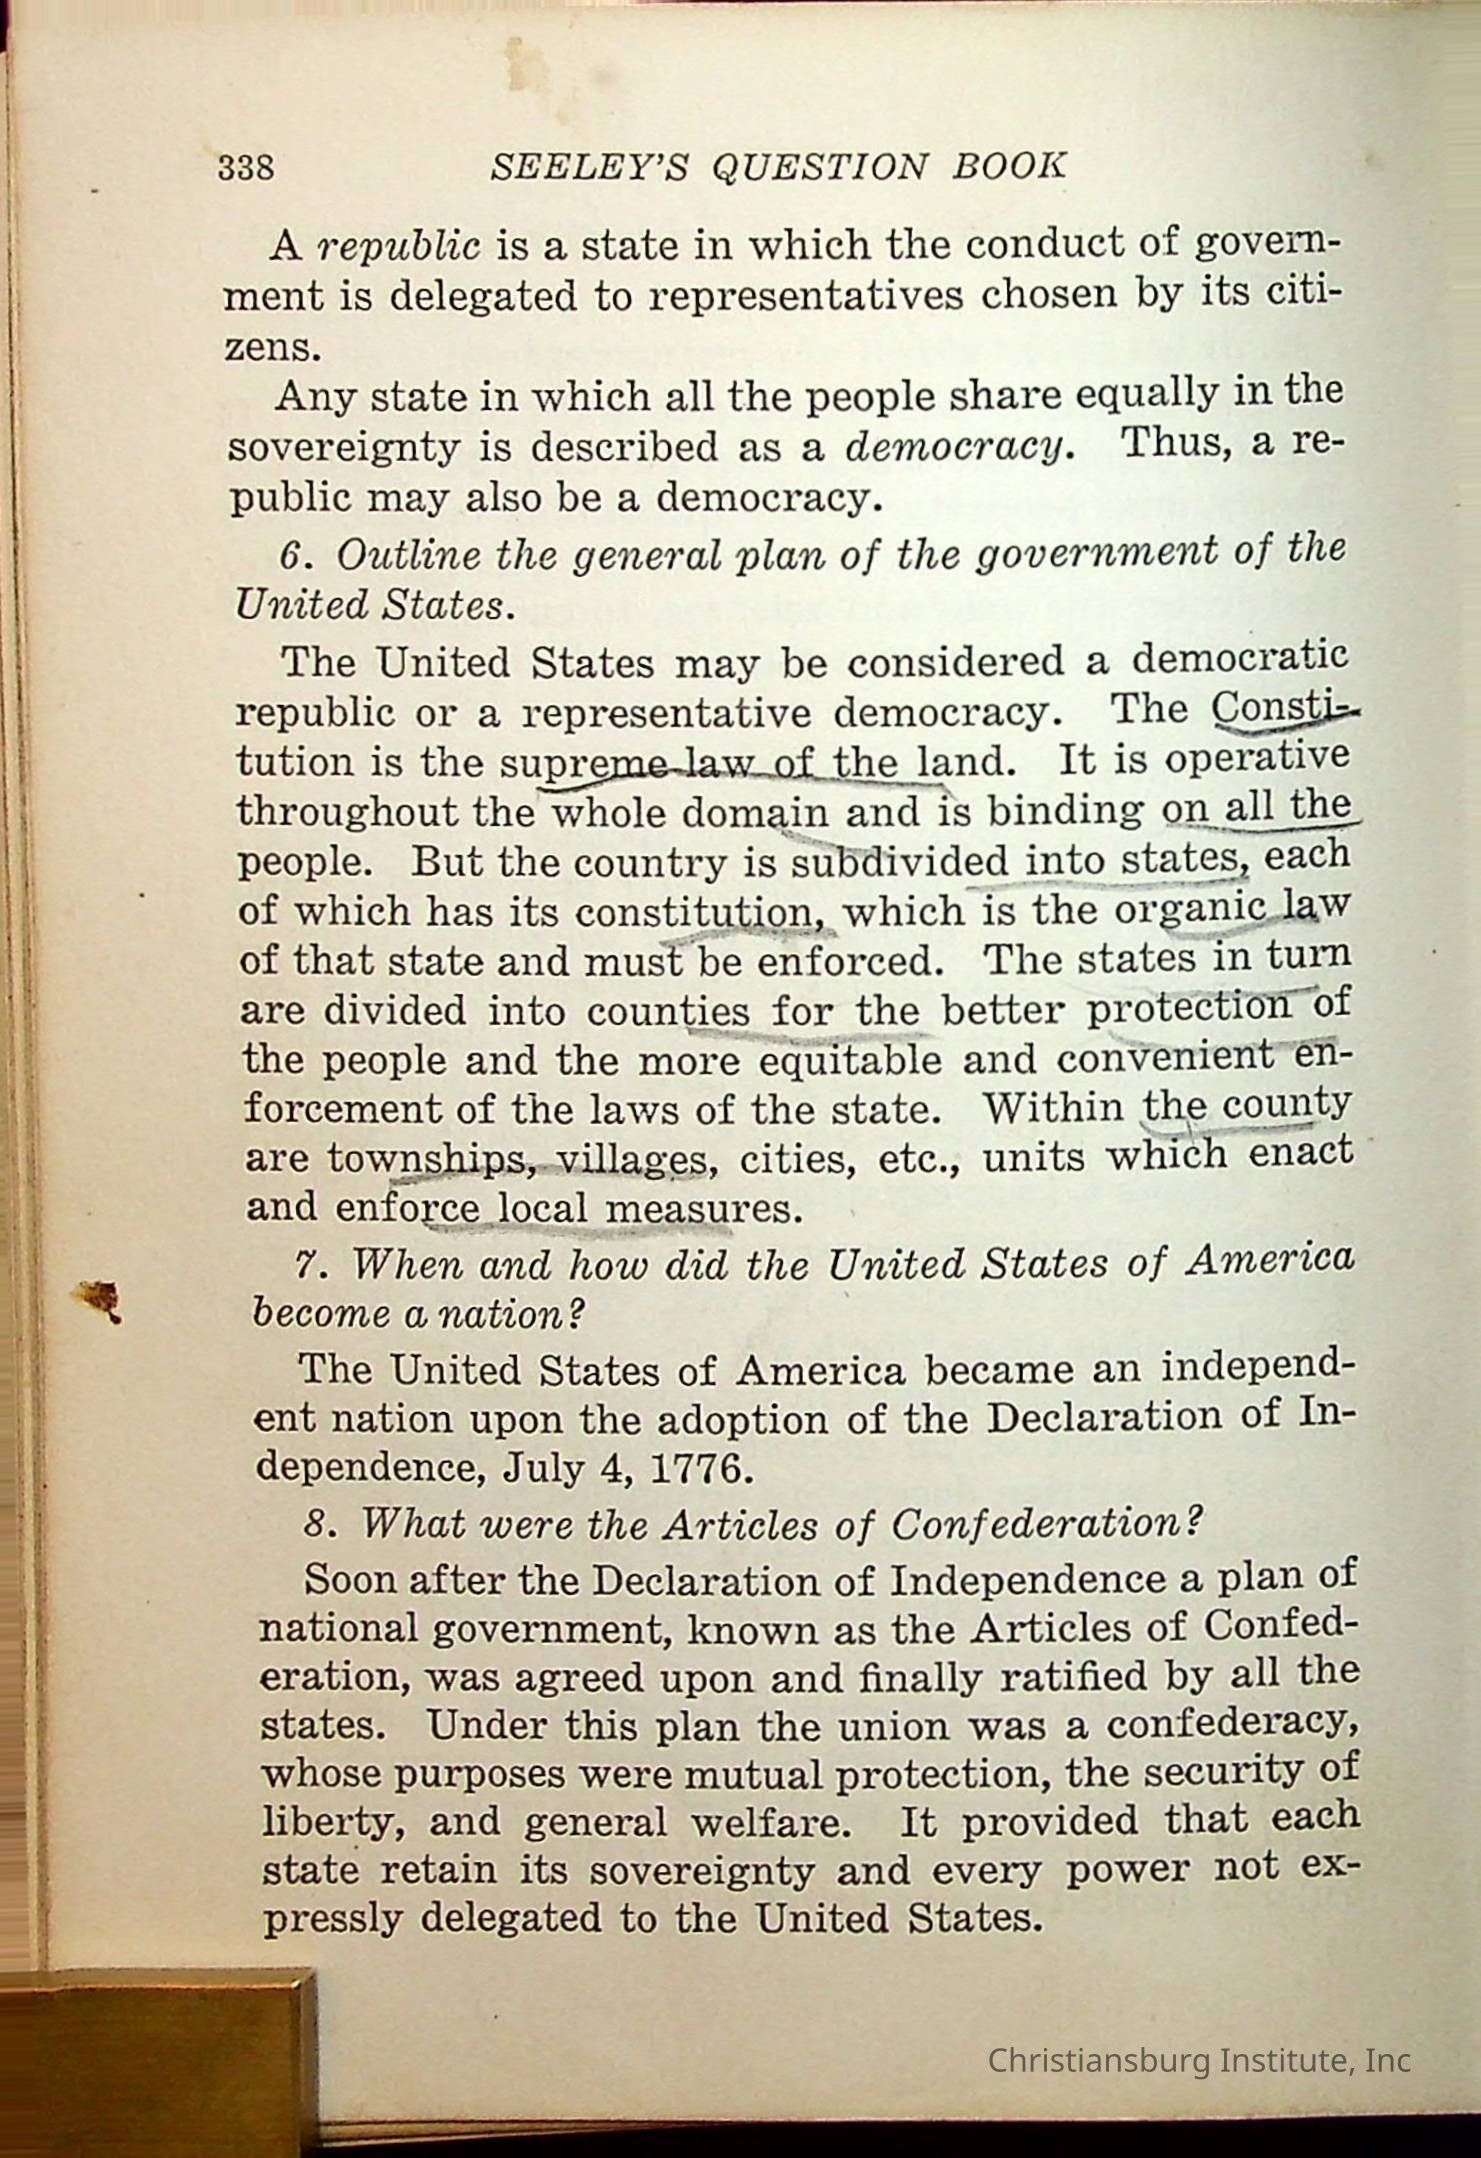 338 SEELEY'S QUESTION BOOK
A republic is a state in which the conduct of govern-
ment is delegated to representatives chosen by its citi-
zens.
Any state in which all the people share equally in the
sovereignty is described as a democracy. Thus, a re-
public may also be a democracy.
6. Outline the general plan of the government of the
United States.
The United States may be considered a democratic
republic or a representative democracy. The Consti-
tution is the supreme law of the land. It is operative
throughout the whole domain and is binding on all the
people. But the country is subdivided into states, each
of which has its constitution, which is the organic law
of that state and must be enforced. The states in turn
are divided into counties for the better protection of
the people and the more equitable and convenient en-
forcement of the laws of the state. Within the county
are townships, villages, cities, etc., units which enact
and enforce local measures.
7. When and how did the United States of America
become a nation?
The United States of America became an independ-
ent nation upon the adoption of the Declaration of In-
dependence, July 4, 1776.
8. What were the Articles of Confederation?
Soon after the Declaration of Independence a plan of
national government, known as the Articles of Confed-
eration, was agreed upon and finally ratified by all the
states. Under this plan the union was a confederacy,
whose purposes were mutual protection, the security of
liberty, and general welfare. It provided that each
state retain its sovereignty and every power not ex-
pressly delegated to the United States.
Christiansburg Institute, Inc